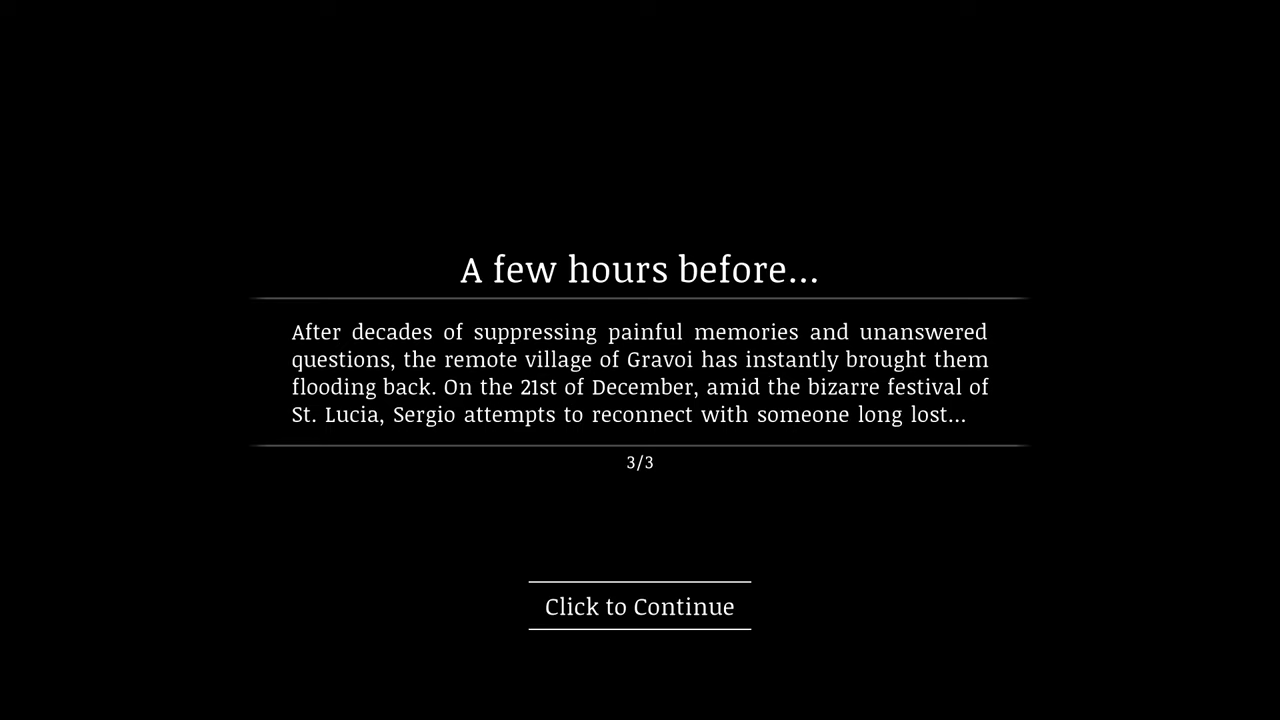 A few hours before...
After decades of suppressing painful memories and unanswered
questions, the remote village of Gravoi has instantly brought them
flooding back. On the 21st of December, amid the bizarre festival of
St. Lucia, Sergio attempts to reconnect with someone long lost...
3/3
Click to Continue